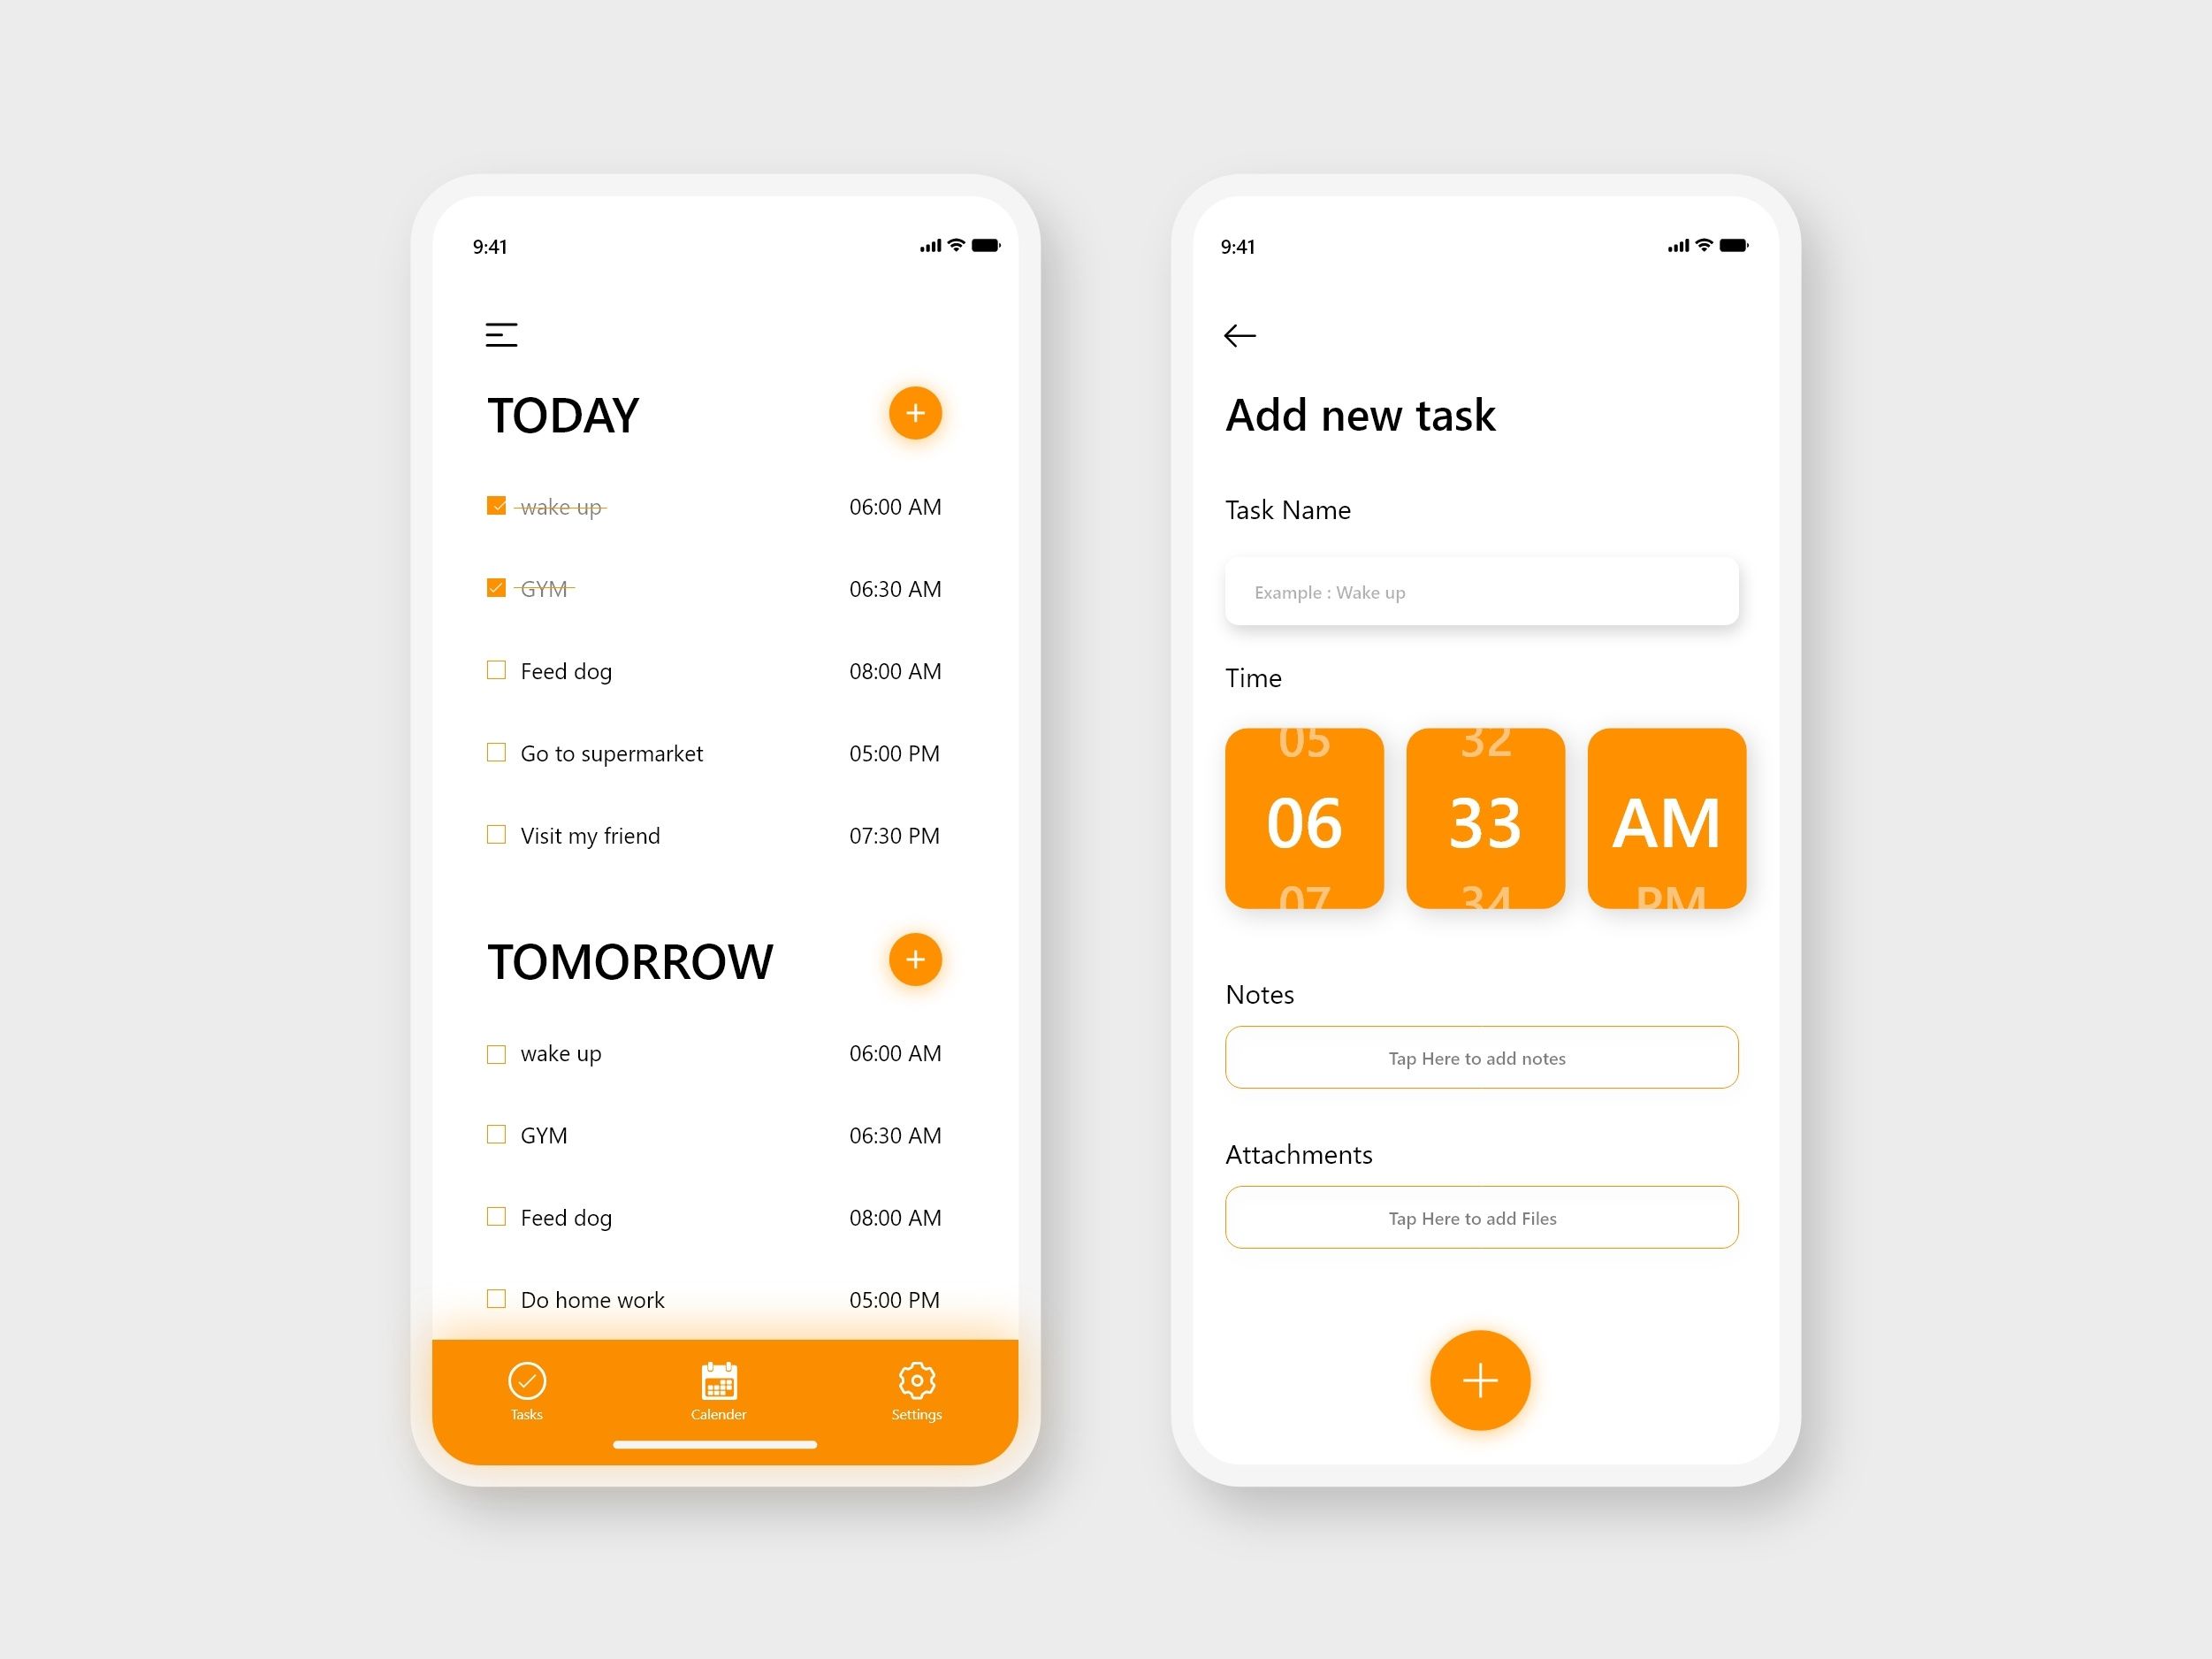 9:41
TODAY
wake up 06:00 AM
GYM 06:30 AM
Feed dog 08:00 AM
Go to supermarket 05:00 PM
Visit my friend 07:30 PM
TOMORROW
wake up 06:00 AM
GYM 06:30 AM
Feed dog 08:00 AM
Do home work 05:00 PM
Tasks Calender Settings
9:41
Add new task
Task Name
Example : Wake up
Time
05 32
06 33 AM
07 34 PM
Notes
Tap Here to add notes
Attachments
Tap Here to add Files